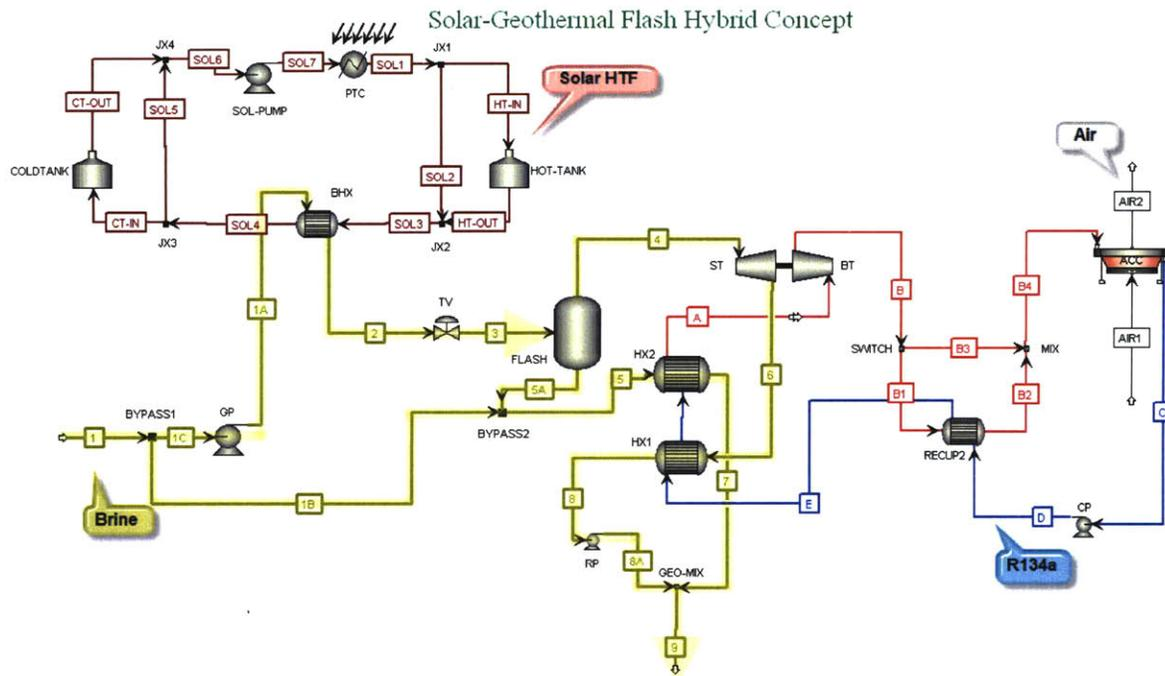 Solar-Geothermal Flash Hybrid Concept
JX4
SOL6
SOL7
SOL1
JX1
PTC
SOL-PUMP
CT-OUT
SOL5
HT-IN
Solar HTF
COLDTANK
HOT-TANK
SOL2
BHX
CT-IN
SOL4
SOL3
HT-OUT
JX3
JX2
Air
AIR2
ACC
AIR1
4
ST
BT
1A
TV
2
3
FLASH
A
B
B4
HX2
SWITCH
B3
MIX
6
5A
5
B1
B2
C
BYPASS1
GP
BYPASS2
HX1
RECUP2
1
1C
7
E
D
CP
1B
8
Brine
R134a
RP
8A
GEO-MIX
9